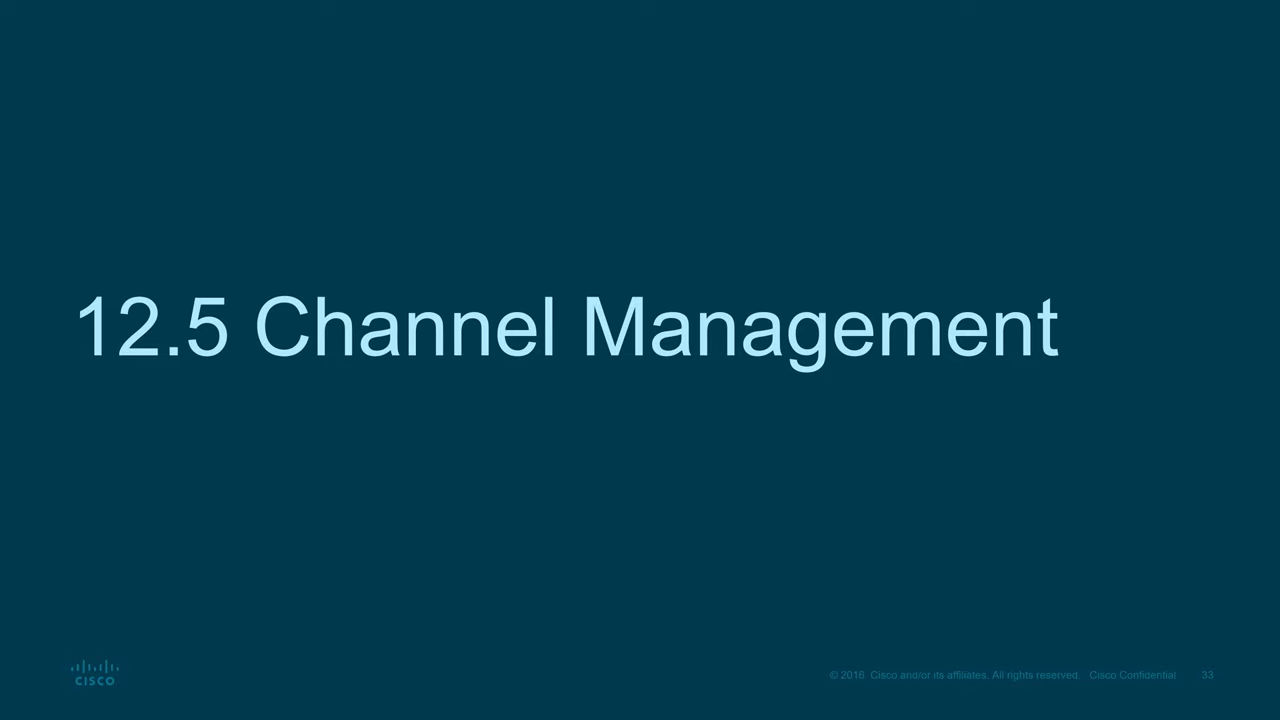 12.5 Channel Management
CISCO
© 2016 Cisco and/or its affiliates. All rights reserved. Cisco Confidential 33